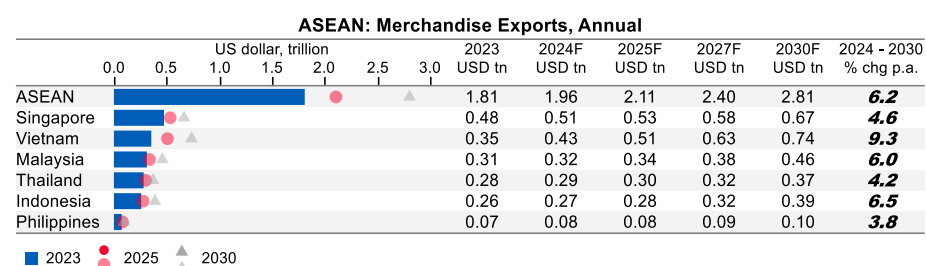 ASEAN: Merchandise Exports, Annual
US dollar, trillion 2023 2024F 2025F 2027F 2030F 2024 - 2030
0.0 0.5 1.0 1.5 2.0 2.5 3.0 USD tn USD tn USD tn USD tn USD tn % chg p.a.
ASEAN 1.81 1.96 2.11 2.40 2.81 6.2
Singapore 0.48 0.51 0.53 0.58 0.67 4.6
Vietnam 0.35 0.43 0.51 0.63 0.74 9.3
Malaysia 0.31 0.32 0.34 0.38 0.46 6.0
Thailand 0.28 0.29 0.30 0.32 0.37 4.2
Indonesia 0.26 0.27 0.28 0.32 0.39 6.5
Philippines 0.07 0.08 0.08 0.09 0.10 3.8
2023 2025 2030